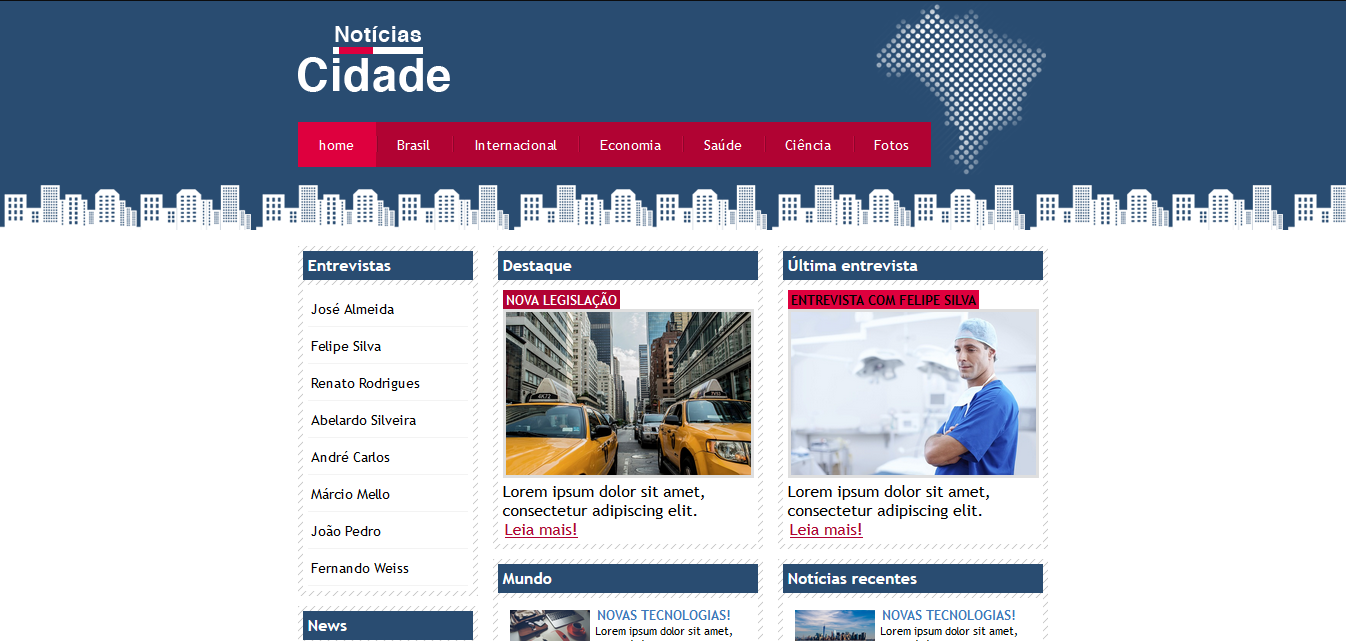 Notícias
Cidade
home
Brasil
Internacional
Economia
Saúde
Ciência
Fotos
Entrevistas
José Almeida
Felipe Silva
Renato Rodrigues
Abelardo Silveira
André Carlos
Márcio Mello
João Pedro
Fernando Weiss
News
Destaque
NOVA LEGISLAÇÃO
Lorem ipsum dolor sit amet,
consectetur adipiscing elit.
Leia mais!
Mundo
NOVAS TECNOLOGIAS!
Lorem ipsum dolor sit amet,
Última entrevista
ENTREVISTA COM FELIPE SILVA
Lorem ipsum dolor sit amet,
consectetur adipiscing elit.
Leia mais!
Notícias recentes
NOVAS TECNOLOGIAS!
Lorem ipsum dolor sit amet,